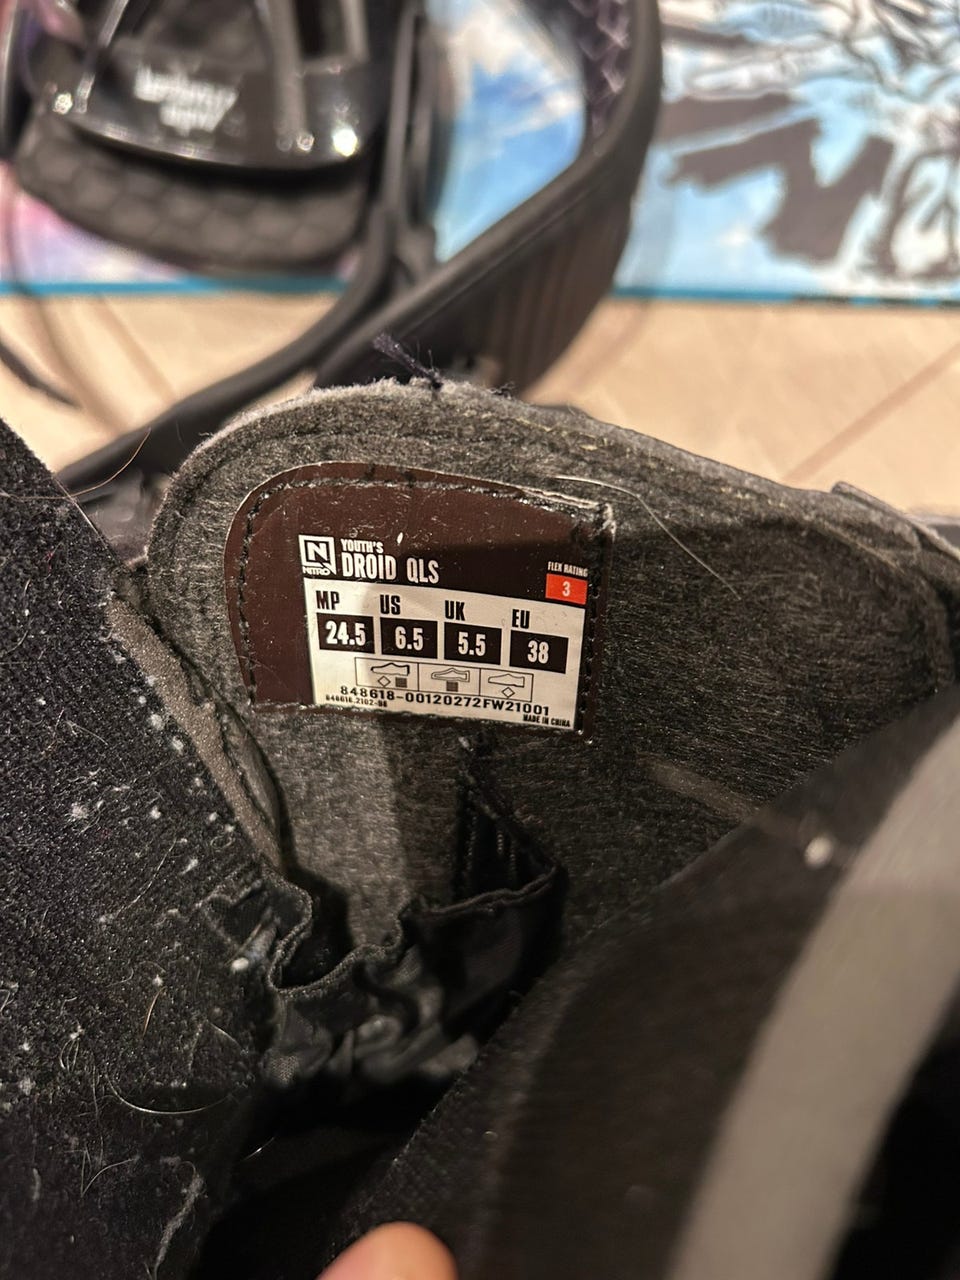 N
NITRO
YOUTH'S
DROID QLS
FLEX RATING
3
MP US UK EU
24.5 6.5 5.5 38
848618-00120272FW21001
MADE IN CHINA